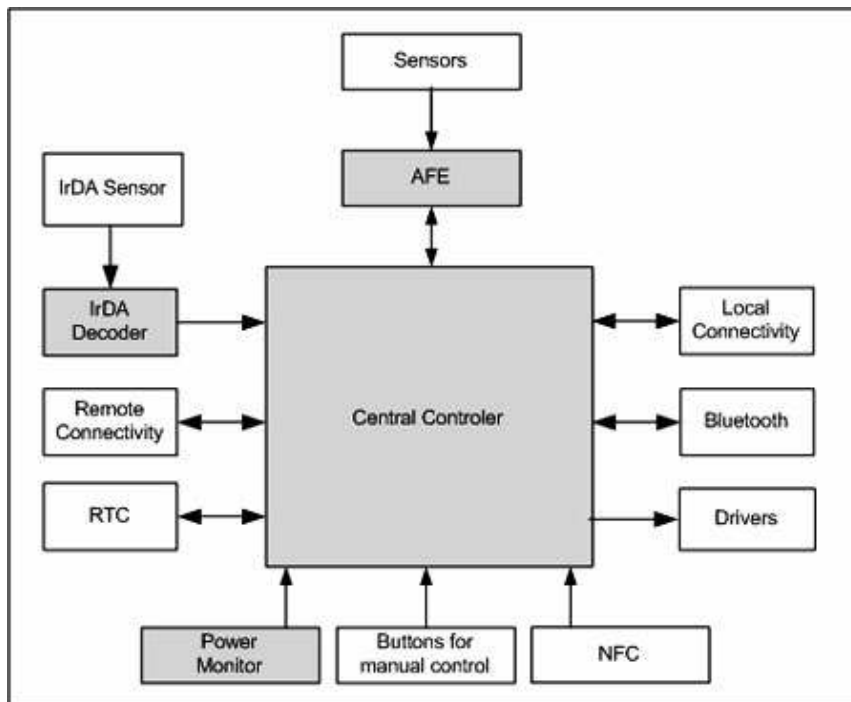 Sensors
AFE
IrDA Sensor
IrDA
Decoder
Local
Connectivity
Remote
Connectivity
Central Controler
Bluetooth
RTC
Drivers
Power
Monitor
Buttons for
manual control
NFC